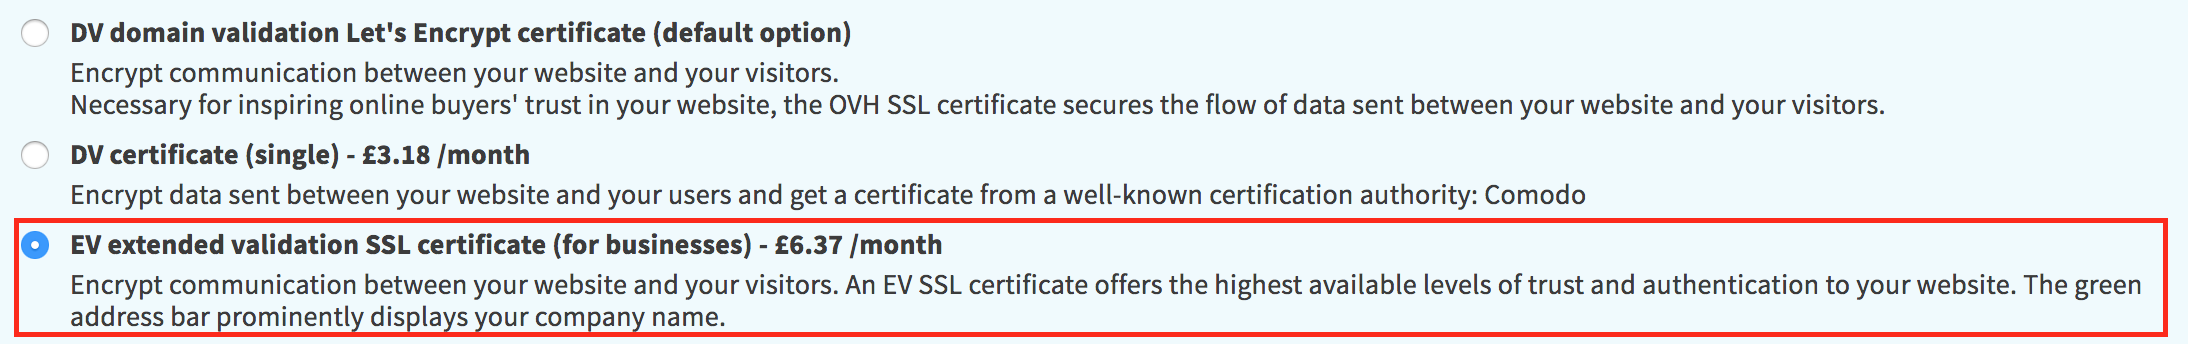 DV domain validation Let's Encrypt certificate (default option)
Encrypt communication between your website and your visitors.
Necessary for inspiring online buyers' trust in your website, the OVH SSL certificate secures the flow of data sent between your website and your visitors.
DV certificate (single) - £3.18 /month
Encrypt data sent between your website and your users and get a certificate from a well-known certification authority: Comodo
EV extended validation SSL certificate (for businesses) - £6.37 /month
Encrypt communication between your website and your visitors. An EV SSL certificate offers the highest available levels of trust and authentication to your website. The green
address bar prominently displays your company name.